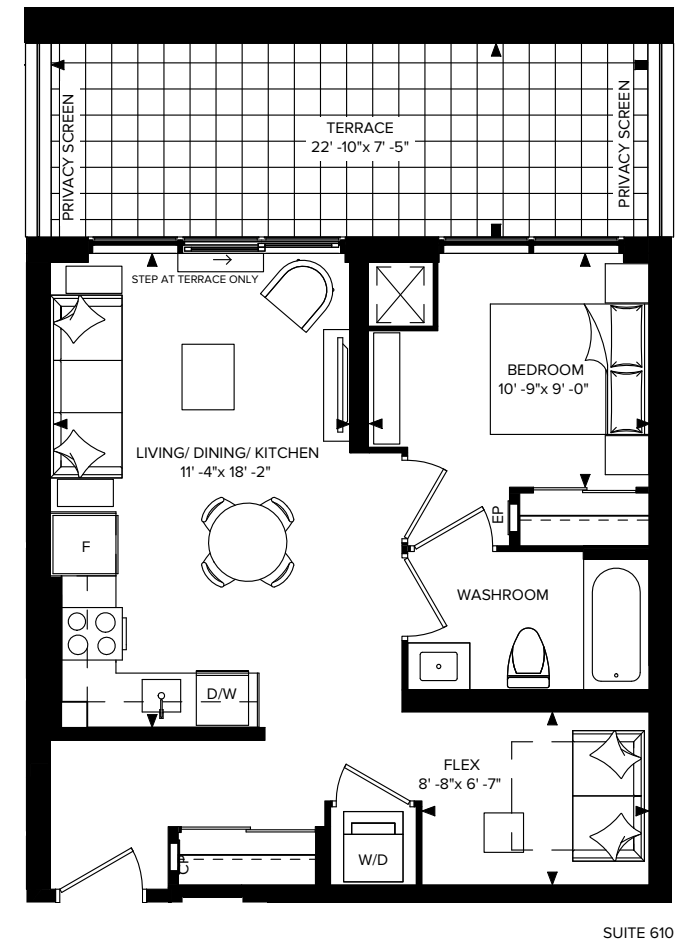 TERRACE
22' -10"x 7' -5"
PRIVACY SCREEN
PRIVACY SCREEN
STEP AT TERRACE ONLY
BEDROOM
10' -9"x 9' -0"
LIVING/ DINING/ KITCHEN
11' -4"x 18' -2"
EP
F
WASHROOM
D/W
FLEX
8' -8"x 6' -7"
W/D
CP
SUITE 610